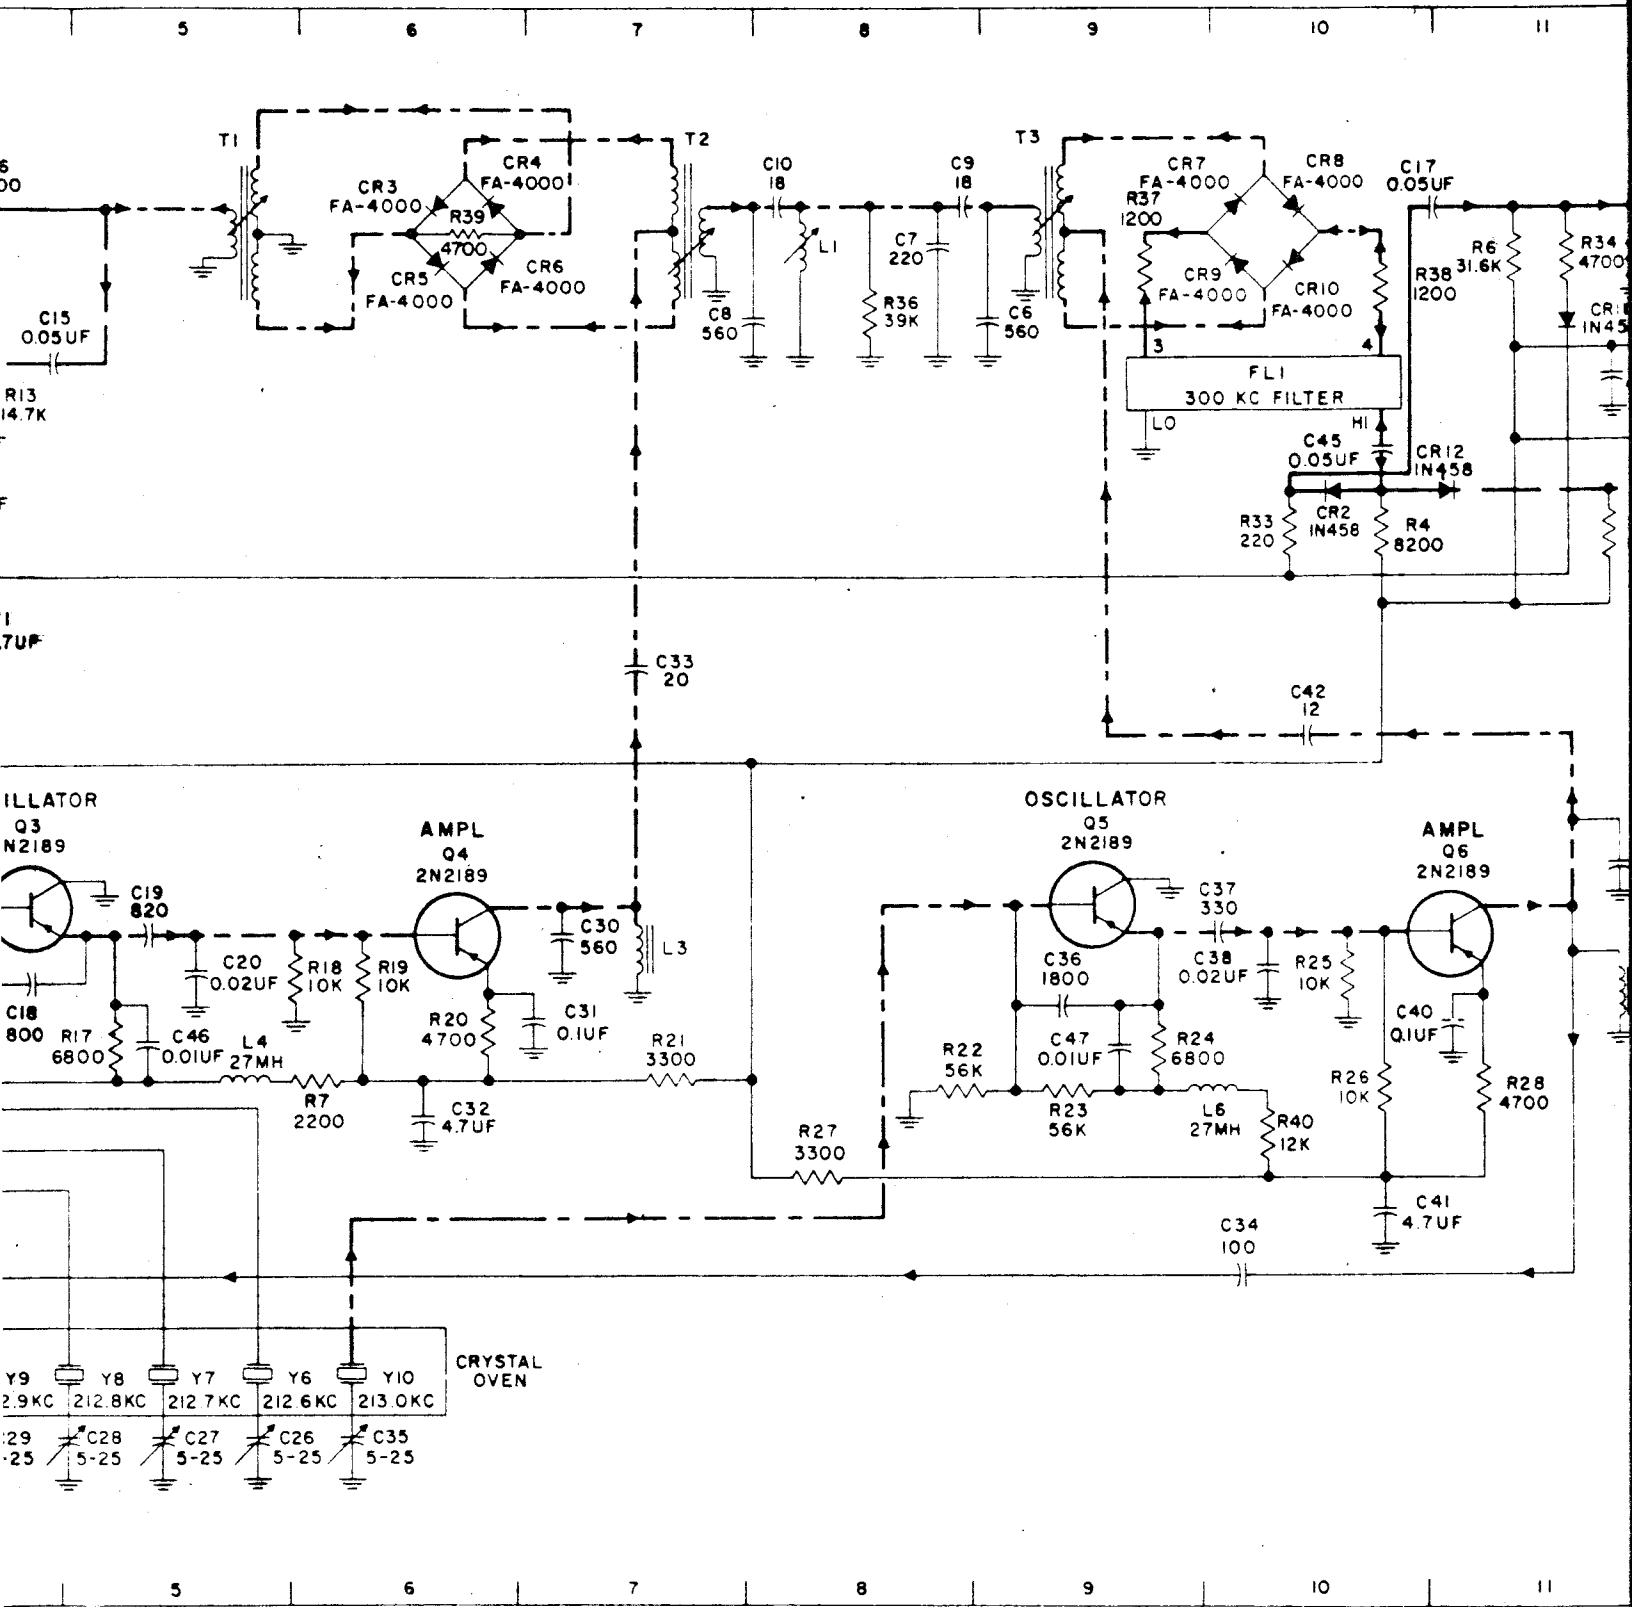 5 6 7 8 9 10 11
T1
T2
T3
C10
18
C9
18
CR4
FA-4000
CR3
FA-4000
R39
4700
CR5
FA-4000
CR6
FA-4000
L1
C7
220
C8
560
R36
39K
C6
560
CR7
FA-4000
CR8
FA-4000
R37
1200
CR9
FA-4000
CR10
FA-4000
R38
1200
C17
0.05UF
R6
31.6K
R34
4700
C15
0.05UF
R13
14.7K
3 4
FL1
300 KC FILTER
LO HI
C45
0.05UF
CR12
1N458
R33
220
CR2
1N458
R4
8200
.7UF
C33
20
C42
12
ILLATOR
Q3
N2189
AMPL
Q4
2N2189
OSCILLATOR
Q5
2N2189
AMPL
Q6
2N2189
C19
820
C20
0.02UF
R18
10K
R19
10K
C30
560
L3
C18
800
R17
6800
C46
0.01UF
L4
27MH
R7
2200
R20
4700
C31
0.1UF
C32
4.7UF
R21
3300
R27
3300
C37
330
C36
1800
C38
0.02UF
R25
10K
C40
0.1UF
R22
56K
C47
0.01UF
R24
6800
R23
56K
L6
27MH
R40
12K
R26
10K
R28
4700
C41
4.7UF
C34
100
CRYSTAL
OVEN
Y9 Y8 Y7 Y6 Y10
2.9KC 212.8KC 212.7KC 212.6KC 213.0KC
29 C28 C27 C26 C35
-25 5-25 5-25 5-25 5-25
5 6 7 8 9 10 11